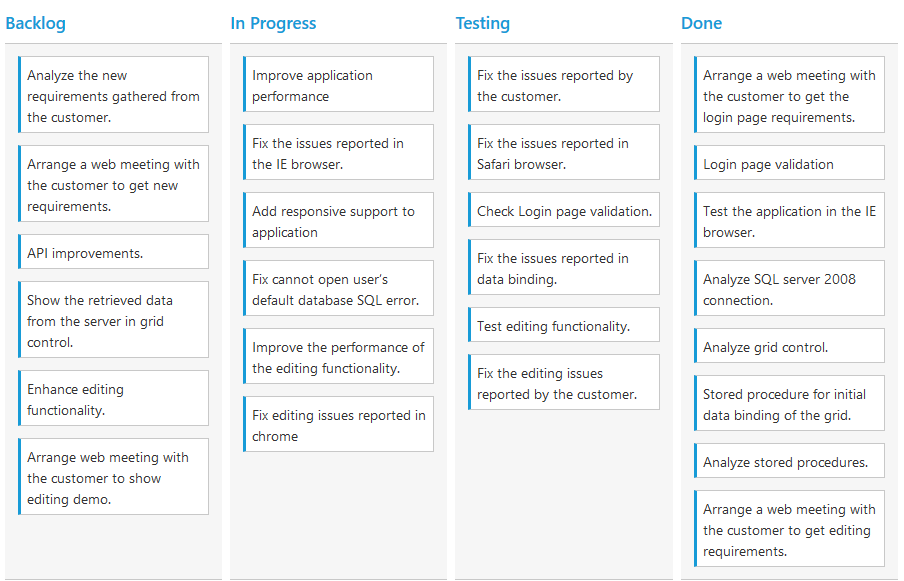 Backlog
Analyze the new
requirements gathered from
the customer.
Arrange a web meeting with
the customer to get new
requirements.
API improvements.
Show the retrieved data
from the server in grid
control.
Enhance editing
functionality.
Arrange web meeting with
the customer to show
editing demo.
In Progress
Improve application
performance
Fix the issues reported in
the IE browser.
Add responsive support to
application
Fix cannot open user’s
default database SQL error.
Improve the performance of
the editing functionality.
Fix editing issues reported in
chrome
Testing
Fix the issues reported by
the customer.
Fix the issues reported in
Safari browser.
Check Login page validation.
Fix the issues reported in
data binding.
Test editing functionality.
Fix the editing issues
reported by the customer.
Done
Arrange a web meeting with
the customer to get the
login page requirements.
Login page validation
Test the application in the IE
browser.
Analyze SQL server 2008
connection.
Analyze grid control.
Stored procedure for initial
data binding of the grid.
Analyze stored procedures.
Arrange a web meeting with
the customer to get editing
requirements.